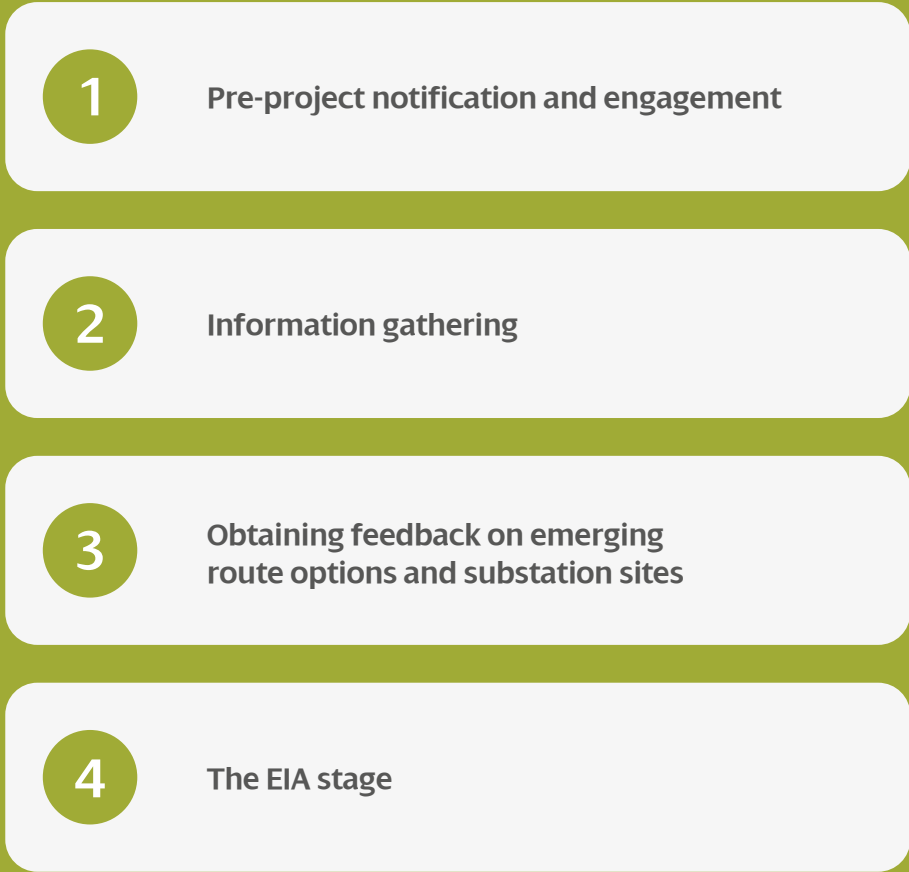 1
Pre-project notification and engagement
2
Information gathering
3
Obtaining feedback on emerging
route options and substation sites
4
The EIA stage